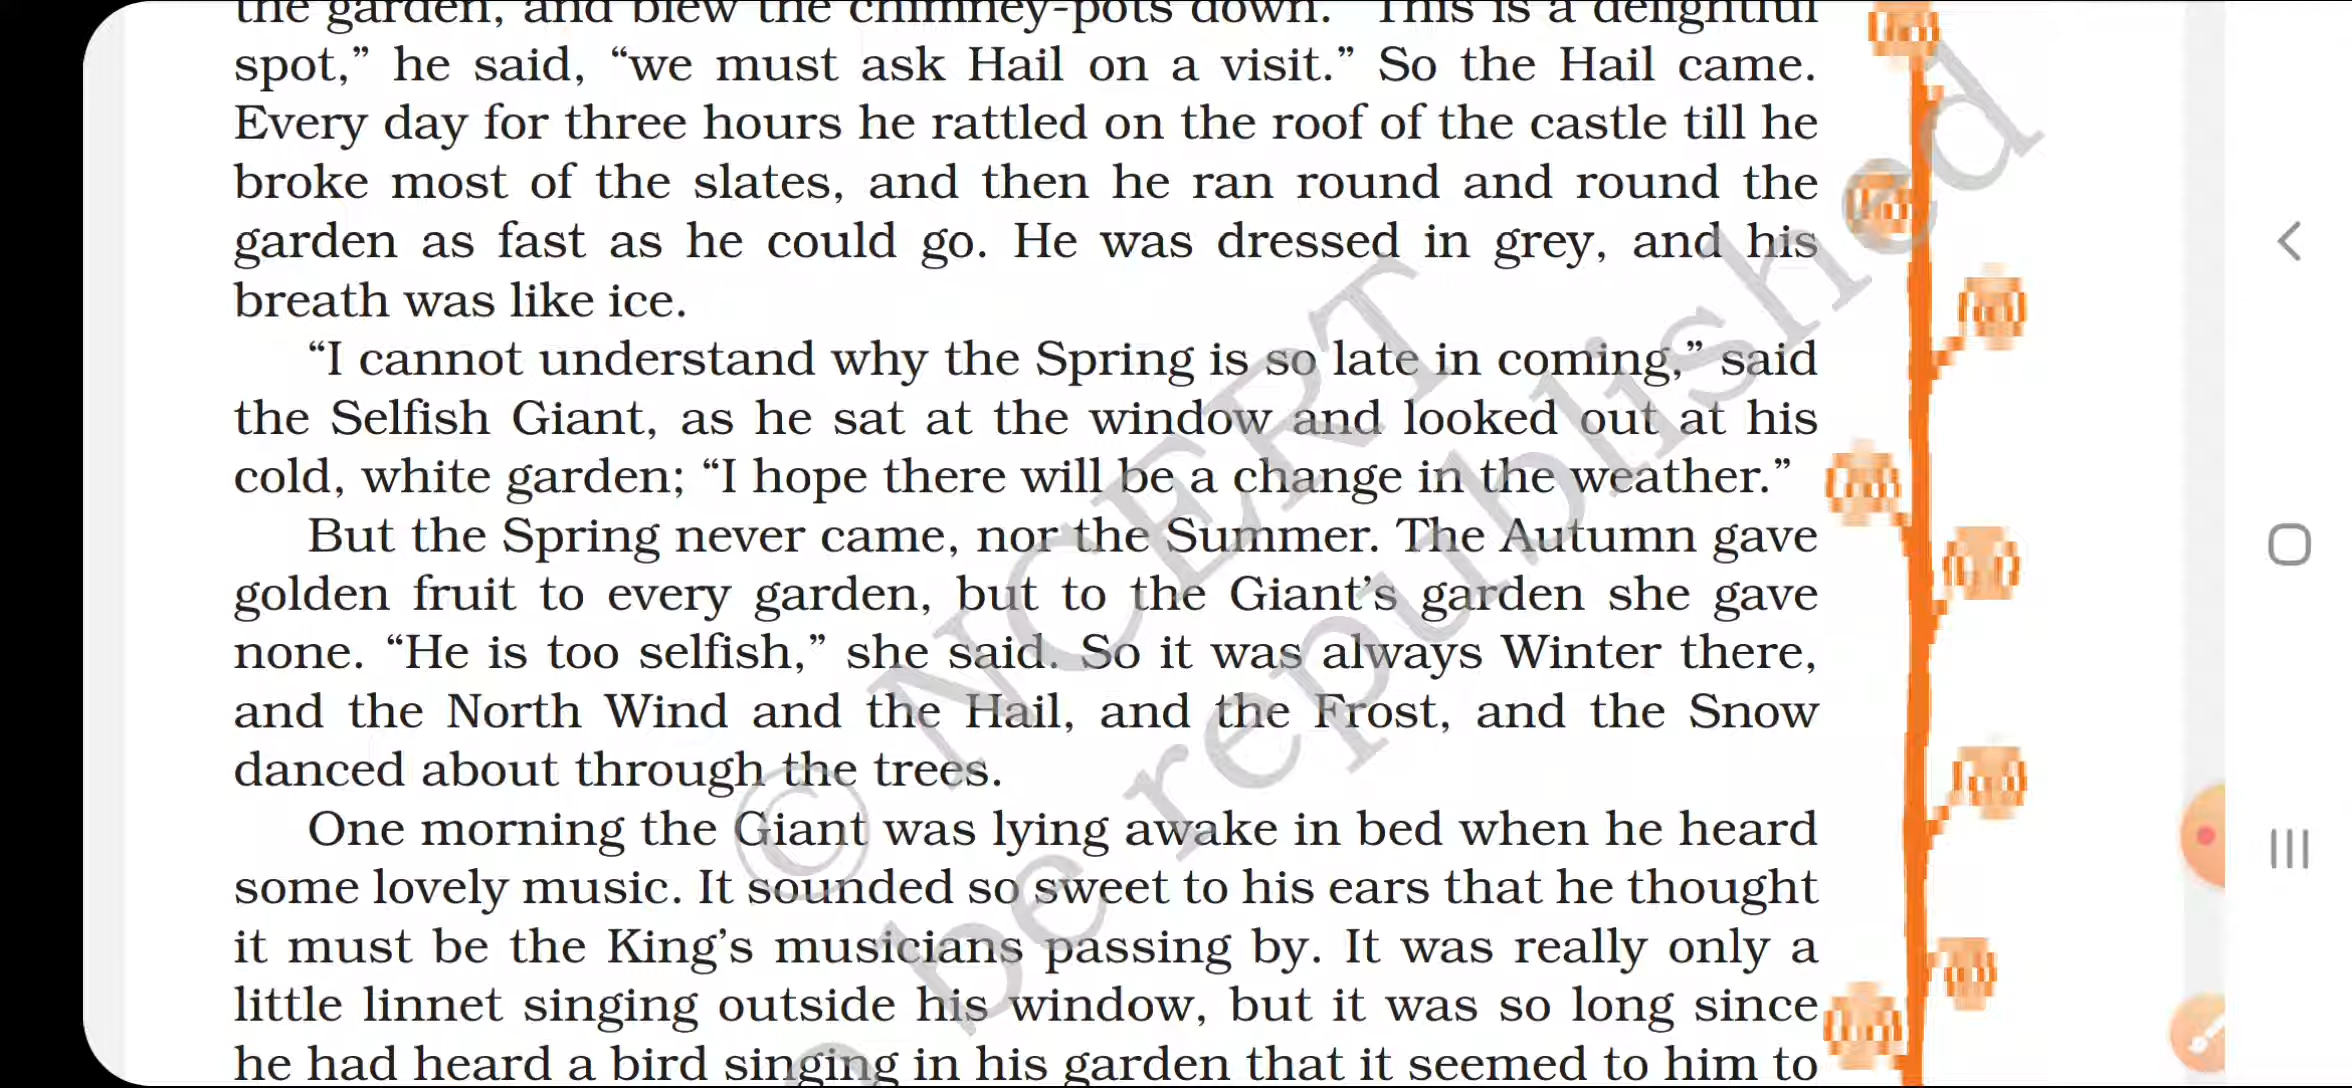 the garden, and blew the chimney-pots down. "This is a delightful
spot,” he said, “we must ask Hail on a visit.” So the Hail came.
Every day for three hours he rattled on the roof of the castle till he
broke most of the slates, and then he ran round and round the
garden as fast as he could go. He was dressed in grey, and his
breath was like ice.
“I cannot understand why the Spring is so late in coming,” said
the Selfish Giant, as he sat at the window and looked out at his
cold, white garden; “I hope there will be a change in the weather.”
But the Spring never came, nor the Summer. The Autumn gave
golden fruit to every garden, but to the Giant’s garden she gave
none. “He is too selfish,” she said. So it was always Winter there,
and the North Wind and the Hail, and the Frost, and the Snow
danced about through the trees.
One morning the Giant was lying awake in bed when he heard
some lovely music. It sounded so sweet to his ears that he thought
it must be the King’s musicians passing by. It was really only a
little linnet singing outside his window, but it was so long since
he had heard a bird singing in his garden that it seemed to him to
© NCERT
be republished